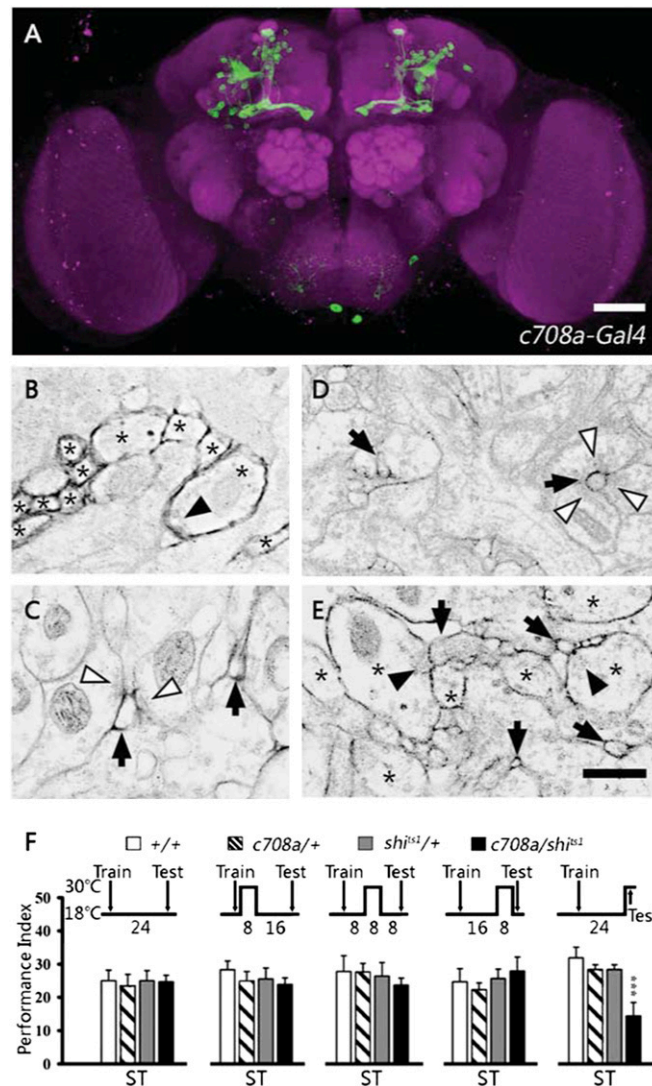 A
c708a-Gal4
B
D
* * * * * * * * * *
C
E
* * * * * * *
F
+/+ c708a/+ shi^ts1/+ c708a/shi^ts1
Train Test Train Test Train Test Train Test Train
30℃
18℃
Tes
24 8 16 8 8 8 16 8 24
Performance Index
50
40
30
20
10
0
***
ST ST ST ST ST